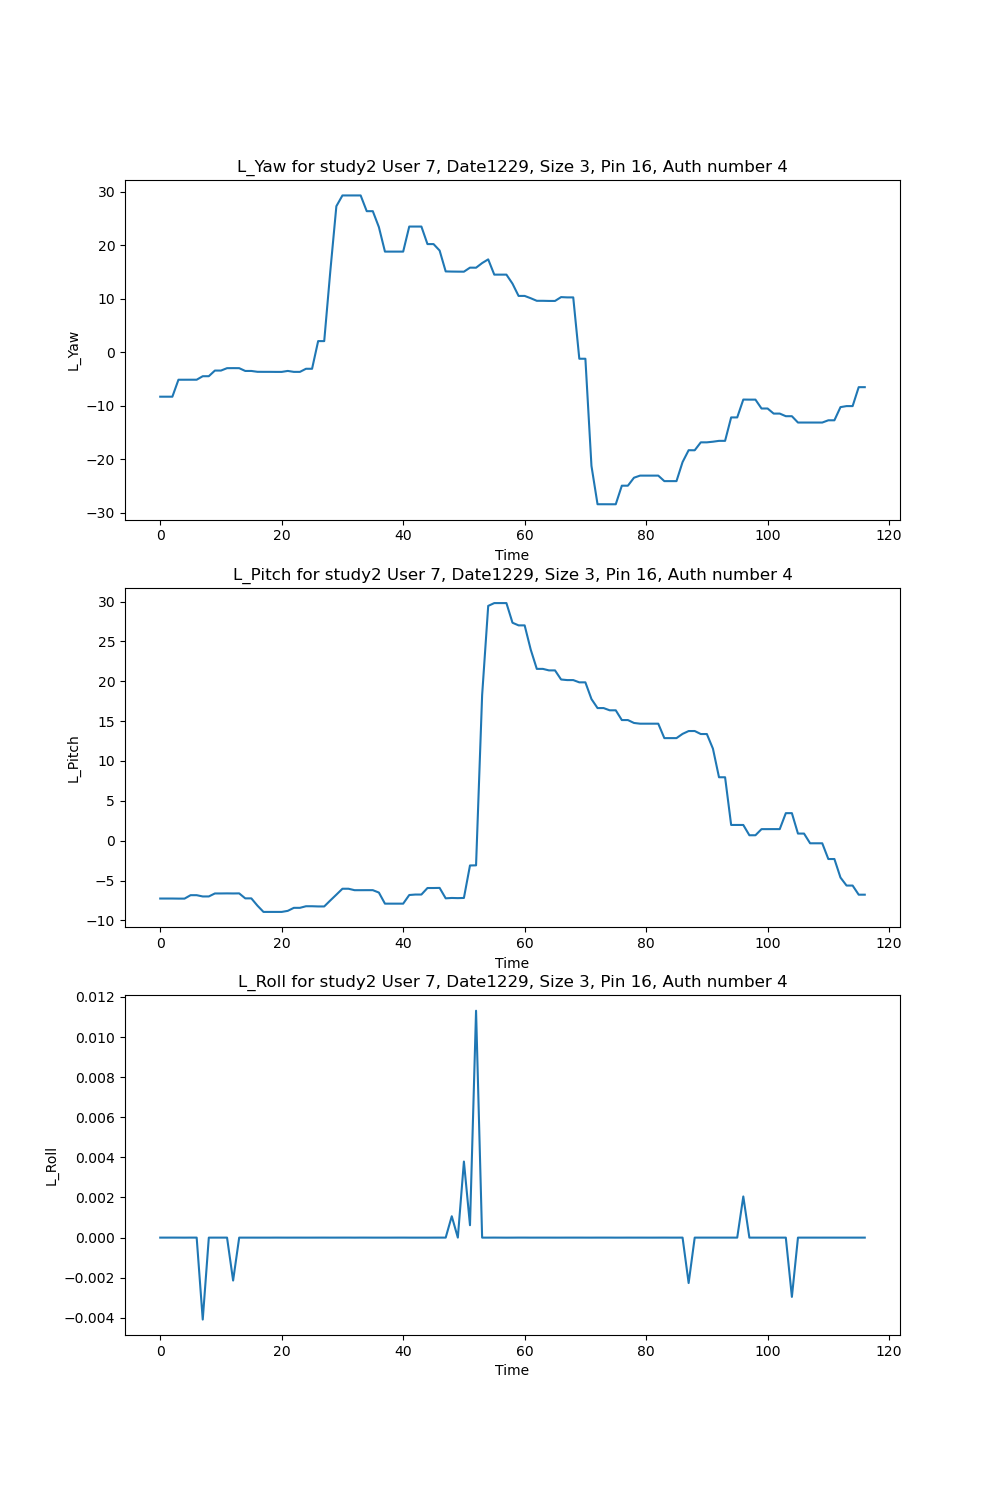 L_Yaw for study2 User 7, Date1229, Size 3, Pin 16, Auth number 4
30
20
10
0
−10
−20
−30
L_Yaw
0 20 40 60 80 100 120
Time
L_Pitch for study2 User 7, Date1229, Size 3, Pin 16, Auth number 4
30
25
20
15
10
5
0
−5
−10
L_Pitch
0 20 40 60 80 100 120
Time
L_Roll for study2 User 7, Date1229, Size 3, Pin 16, Auth number 4
0.012
0.010
0.008
0.006
0.004
0.002
0.000
−0.002
−0.004
L_Roll
0 20 40 60 80 100 120
Time